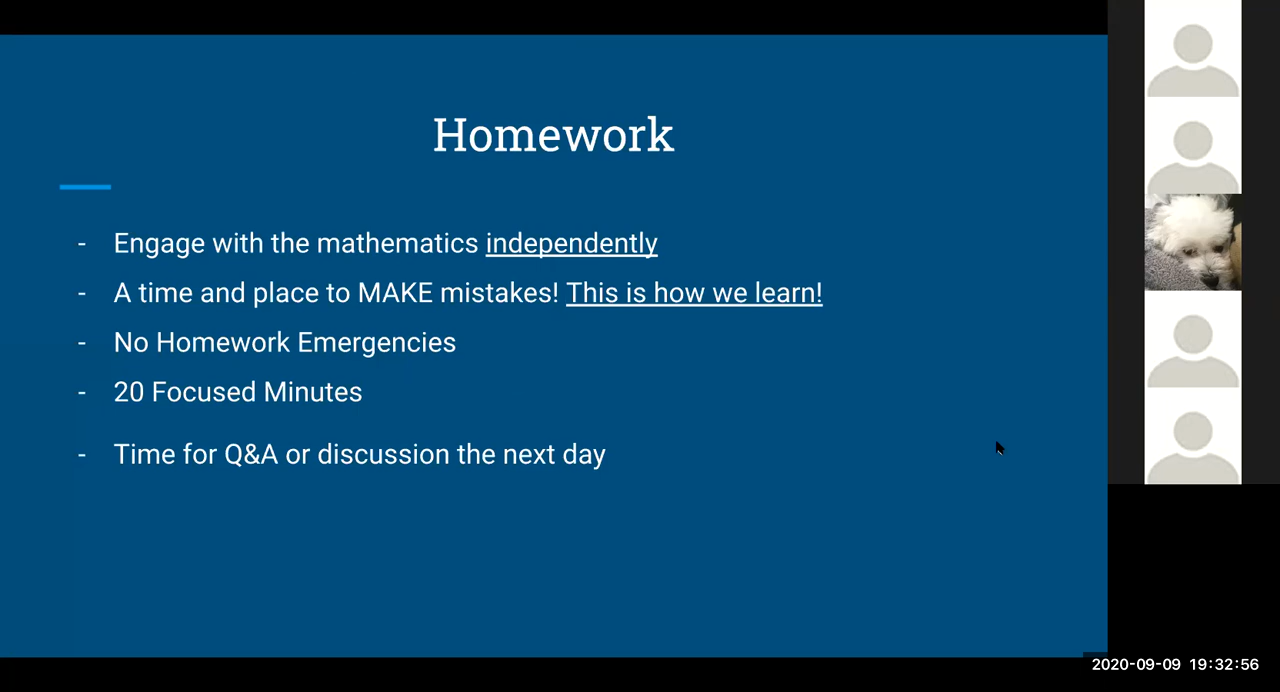 Homework
- Engage with the mathematics independently
- A time and place to MAKE mistakes! This is how we learn!
- No Homework Emergencies
- 20 Focused Minutes
- Time for Q&A or discussion the next day
2020-09-09 19:32:56